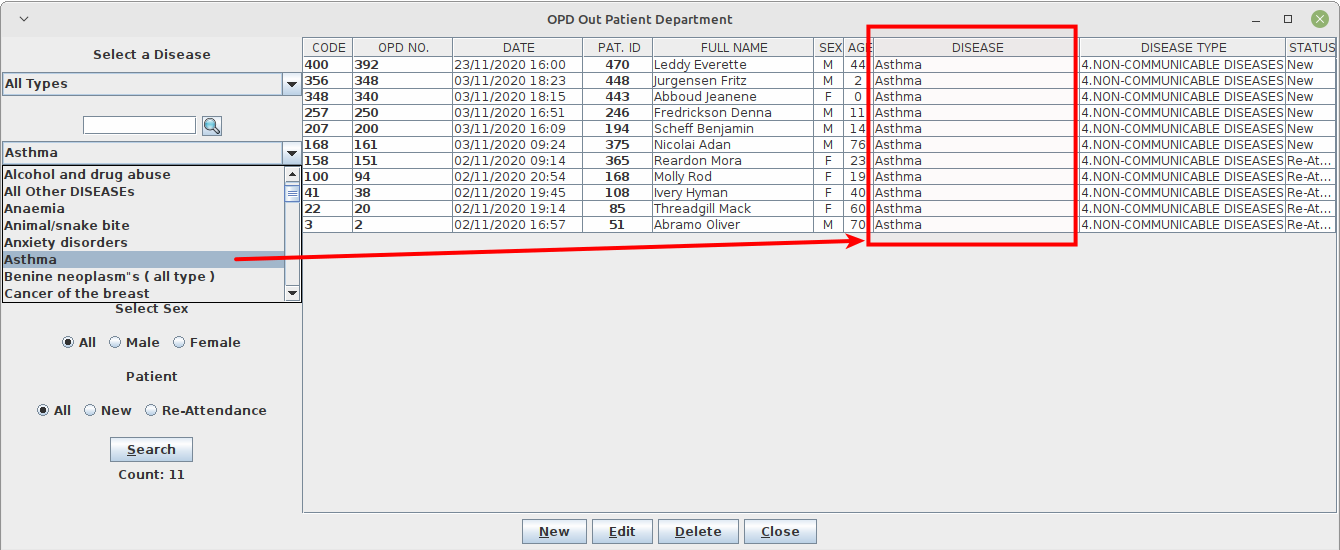 OPD Out Patient Department
Select a Disease
All Types
Asthma
Alcohol and drug abuse
All Other DISEASEs
Anaemia
Animal/snake bite
Anxiety disorders
Asthma
Benine neoplasm"s ( all type )
Cancer of the breast
Select Sex
All Male Female
Patient
All New Re-Attendance
Search
Count: 11
CODE OPD NO. DATE PAT. ID FULL NAME SEX AGE DISEASE DISEASE TYPE STATUS
400 392 23/11/2020 16:00 470 Leddy Everette M 44 Asthma 4.NON-COMMUNICABLE DISEASES New
356 348 03/11/2020 18:23 448 Jurgensen Fritz M 2 Asthma 4.NON-COMMUNICABLE DISEASES New
348 340 03/11/2020 18:15 443 Abboud Jeanene F 0 Asthma 4.NON-COMMUNICABLE DISEASES New
257 250 03/11/2020 16:51 246 Fredrickson Denna M 11 Asthma 4.NON-COMMUNICABLE DISEASES New
207 200 03/11/2020 16:09 194 Scheff Benjamin M 14 Asthma 4.NON-COMMUNICABLE DISEASES New
168 161 03/11/2020 09:24 375 Nicolai Adan M 76 Asthma 4.NON-COMMUNICABLE DISEASES New
158 151 02/11/2020 09:14 365 Reardon Mora F 23 Asthma 4.NON-COMMUNICABLE DISEASES Re-At...
100 94 02/11/2020 20:54 168 Molly Rod F 19 Asthma 4.NON-COMMUNICABLE DISEASES Re-At...
41 38 02/11/2020 19:45 108 Ivery Hyman F 40 Asthma 4.NON-COMMUNICABLE DISEASES Re-At...
22 20 02/11/2020 19:14 85 Threadgill Mack F 60 Asthma 4.NON-COMMUNICABLE DISEASES Re-At...
3 2 02/11/2020 16:57 51 Abramo Oliver M 70 Asthma 4.NON-COMMUNICABLE DISEASES Re-At...
New Edit Delete Close